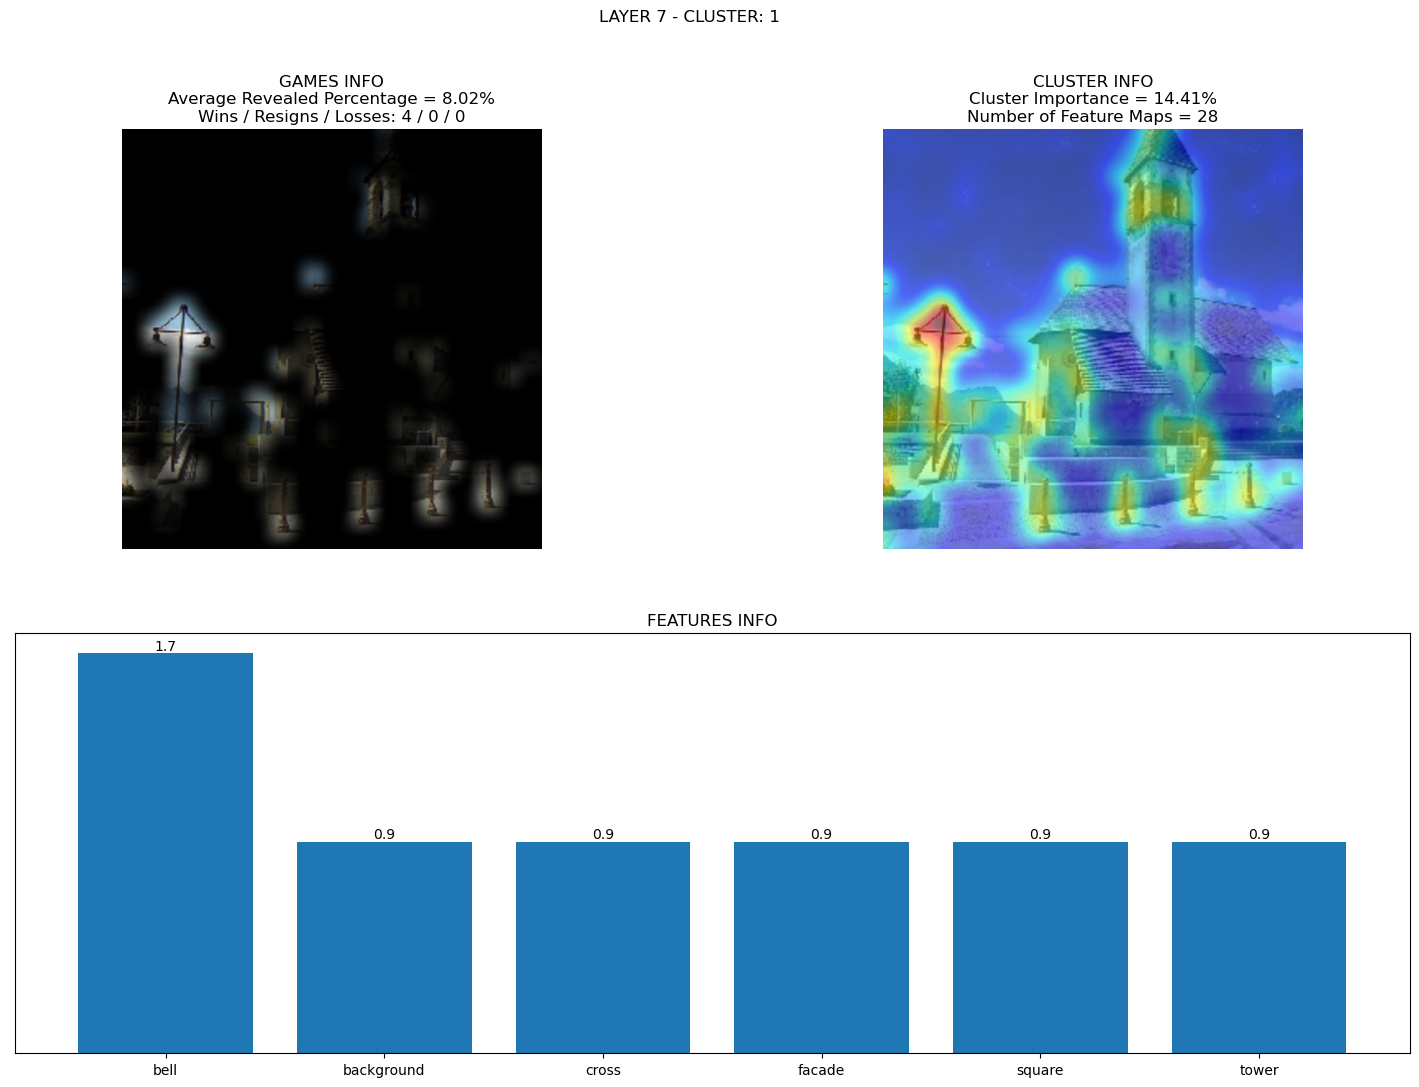 LAYER 7 - CLUSTER: 1
GAMES INFO
Average Revealed Percentage = 8.02%
Wins / Resigns / Losses: 4 / 0 / 0
CLUSTER INFO
Cluster Importance = 14.41%
Number of Feature Maps = 28
FEATURES INFO
1.7
0.9
0.9
0.9
0.9
0.9
bell
background
cross
facade
square
tower